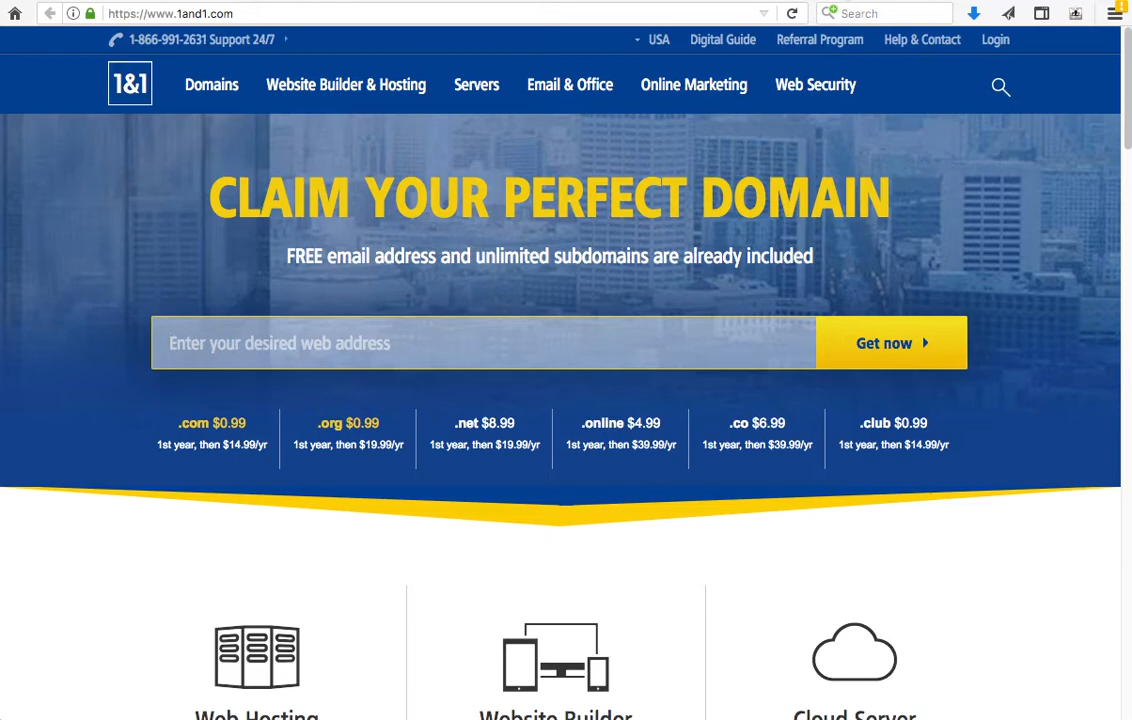 https://www.1and1.com
Search
1-866-991-2631 Support 24/7
USA
Digital Guide
Referral Program
Help & Contact
Login
1&1
Domains
Website Builder & Hosting
Servers
Email & Office
Online Marketing
Web Security
CLAIM YOUR PERFECT DOMAIN
FREE email address and unlimited subdomains are already included
Enter your desired web address
Get now
.com $0.99
1st year, then $14.99/yr
.org $0.99
1st year, then $19.99/yr
.net $8.99
1st year, then $19.99/yr
.online $4.99
1st year, then $39.99/yr
.co $6.99
1st year, then $39.99/yr
.club $0.99
1st year, then $14.99/yr
Web Hosting
Website Builder
Cloud Server